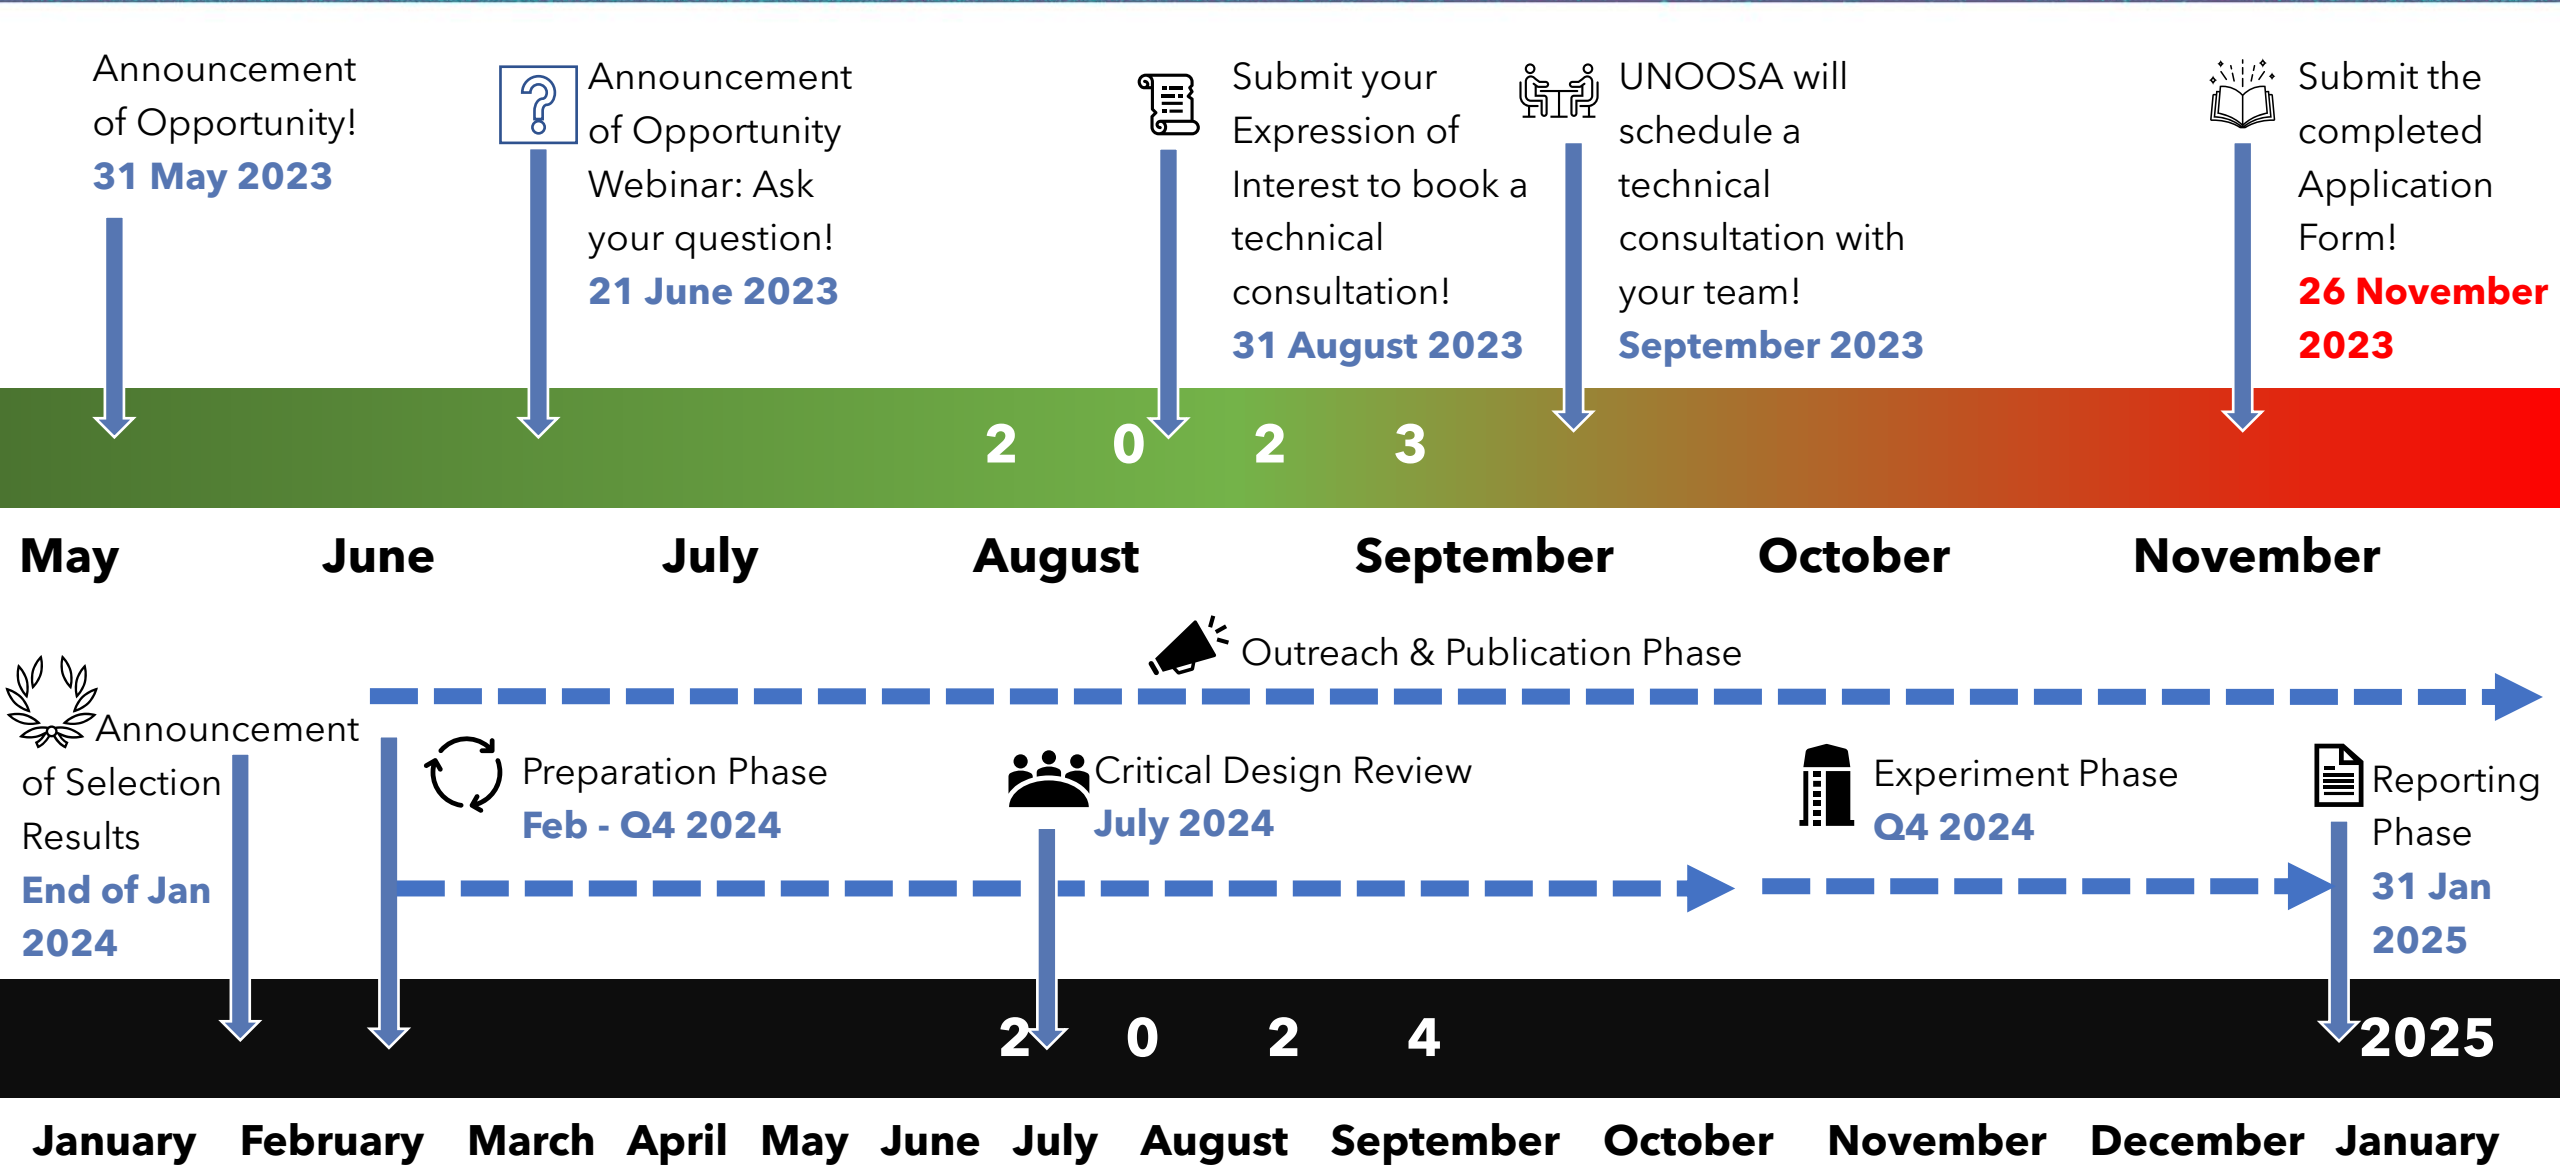 Announcement
of Opportunity!
31 May 2023
?
Announcement
of Opportunity
Webinar: Ask
your question!
21 June 2023
Submit your
Expression of
Interest to book a
technical
consultation!
31 August 2023
UNOOSA will
schedule a
technical
consultation with
your team!
September 2023
Submit the
completed
Application
Form!
26 November
2023
2 0 2 3
May June July August September October November
Outreach & Publication Phase
Announcement
of Selection
Results
End of Jan
2024
Preparation Phase
Feb - Q4 2024
Critical Design Review
July 2024
Experiment Phase
Q4 2024
Reporting
Phase
31 Jan
2025
2 0 2 4 2025
January February March April May June July August September October November December January